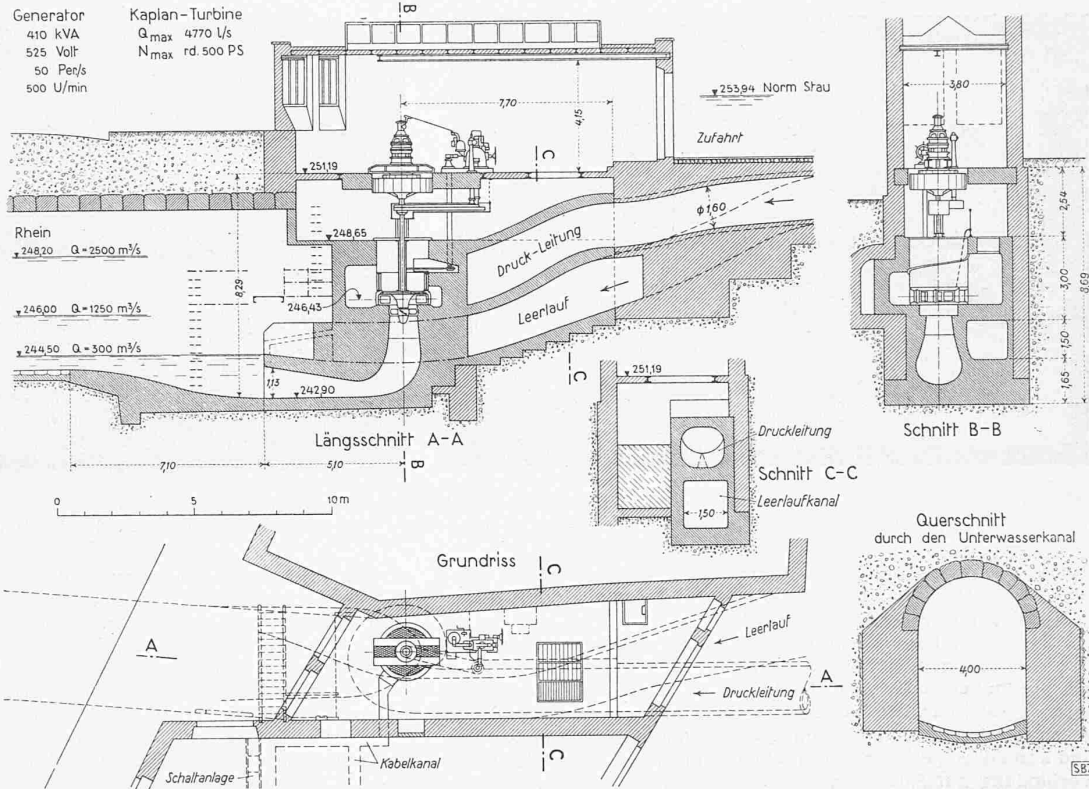 Generator
410 kVA
525 Volt
50 Per/s
500 U/min
Kaplan-Turbine
Qmax 4770 l/s
Nmax rd. 500 PS
B
7,70
4,15
253,94 Norm Stau
Zufahrt
C
251,19
φ 1,60
Rhein
248,20 Q = 2500 m³/s
248,65
8,29
Druck-Leitung
Leerlauf
246,43
246,00 Q = 1250 m³/s
244,50 Q = 300 m³/s
1,13
242,90
C
Längsschnitt A-A
B
7,10
5,10
0 5 10 m
3,80
2,54
3,00
8,69
1,50
1,65
Schnitt B-B
251,19
Druckleitung
Schnitt C-C
Leerlaufkanal
1,50
Querschnitt
durch den Unterwasserkanal
4,00
Grundriss
C
A
Leerlauf
Druckleitung
A
C
Schaltanlage
Kabelkanal